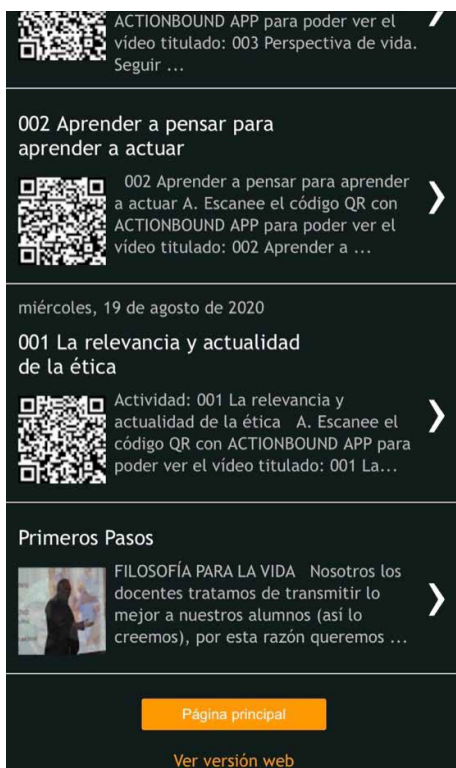 ACTIONBOUND APP para poder ver el
vídeo titulado: 003 Perspectiva de vida.
Seguir ...
002 Aprender a pensar para
aprender a actuar
002 Aprender a pensar para aprender
a actuar A. Escanee el código QR con
ACTIONBOUND APP para poder ver el
vídeo titulado: 002 Aprender a ...
miércoles, 19 de agosto de 2020
001 La relevancia y actualidad
de la ética
Actividad: 001 La relevancia y
actualidad de la ética A. Escanee el
código QR con ACTIONBOUND APP para
poder ver el vídeo titulado: 001 La...
Primeros Pasos
FILOSOFÍA PARA LA VIDA Nosotros los
docentes tratamos de transmitir lo
mejor a nuestros alumnos (así lo
creemos), por esta razón queremos ...
Página principal
Ver versión web